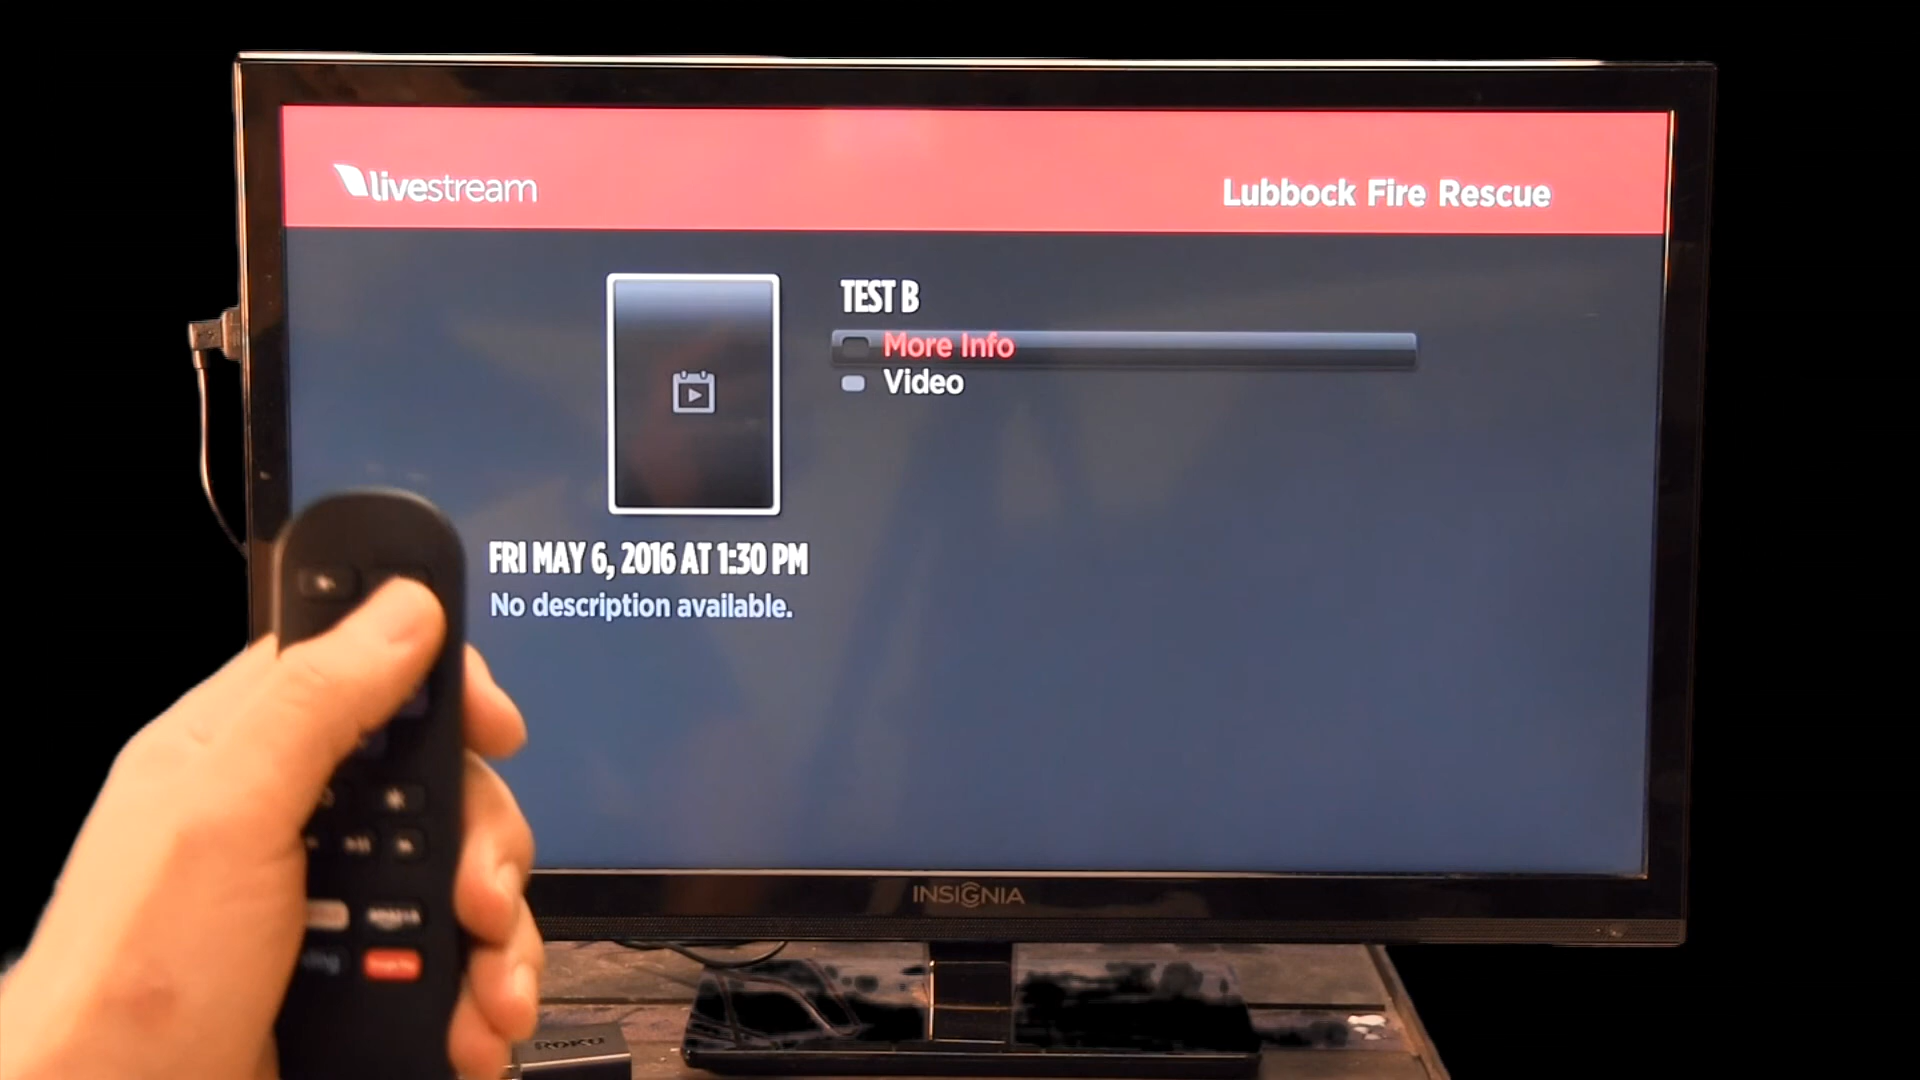 livestream
Lubbock Fire Rescue
TEST B
More Info
Video
FRI MAY 6, 2016 AT 1:30 PM
No description available.
INSIGNIA
ROKU